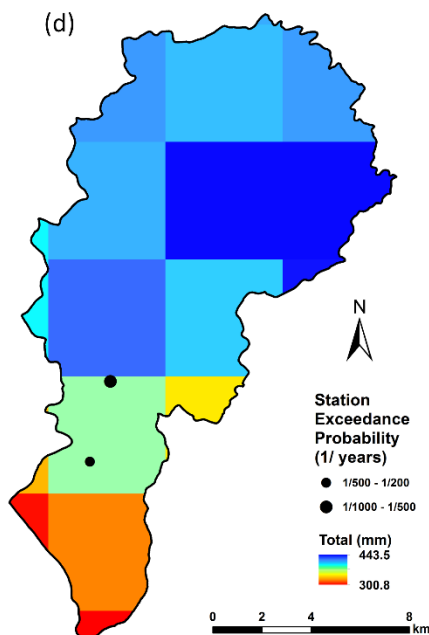 (d)
N
Station
Exceedance
Probability
(1/ years)
1/500 - 1/200
1/1000 - 1/500
Total (mm)
443.5
300.8
0 2 4 8
km